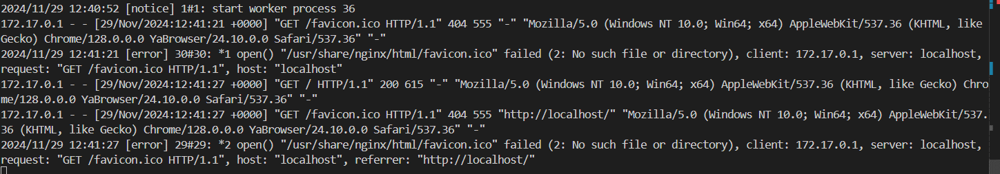 2024/11/29 12:40:52 [notice] 1#1: start worker process 36
172.17.0.1 - - [29/Nov/2024:12:41:21 +0000] "GET /favicon.ico HTTP/1.1" 404 555 "-" "Mozilla/5.0 (Windows NT 10.0; Win64; x64) AppleWebKit/537.36 (KHTML, like
Gecko) Chrome/128.0.0.0 YaBrowser/24.10.0.0 Safari/537.36" "-"
2024/11/29 12:41:21 [error] 30#30: *1 open() "/usr/share/nginx/html/favicon.ico" failed (2: No such file or directory), client: 172.17.0.1, server: localhost,
request: "GET /favicon.ico HTTP/1.1", host: "localhost"
172.17.0.1 - - [29/Nov/2024:12:41:27 +0000] "GET / HTTP/1.1" 200 615 "-" "Mozilla/5.0 (Windows NT 10.0; Win64; x64) AppleWebKit/537.36 (KHTML, like Gecko) Chro
me/128.0.0.0 YaBrowser/24.10.0.0 Safari/537.36" "-"
172.17.0.1 - - [29/Nov/2024:12:41:27 +0000] "GET /favicon.ico HTTP/1.1" 404 555 "http://localhost/" "Mozilla/5.0 (Windows NT 10.0; Win64; x64) AppleWebKit/537.
36 (KHTML, like Gecko) Chrome/128.0.0.0 YaBrowser/24.10.0.0 Safari/537.36" "-"
2024/11/29 12:41:27 [error] 29#29: *2 open() "/usr/share/nginx/html/favicon.ico" failed (2: No such file or directory), client: 172.17.0.1, server: localhost,
request: "GET /favicon.ico HTTP/1.1", host: "localhost", referrer: "http://localhost/"